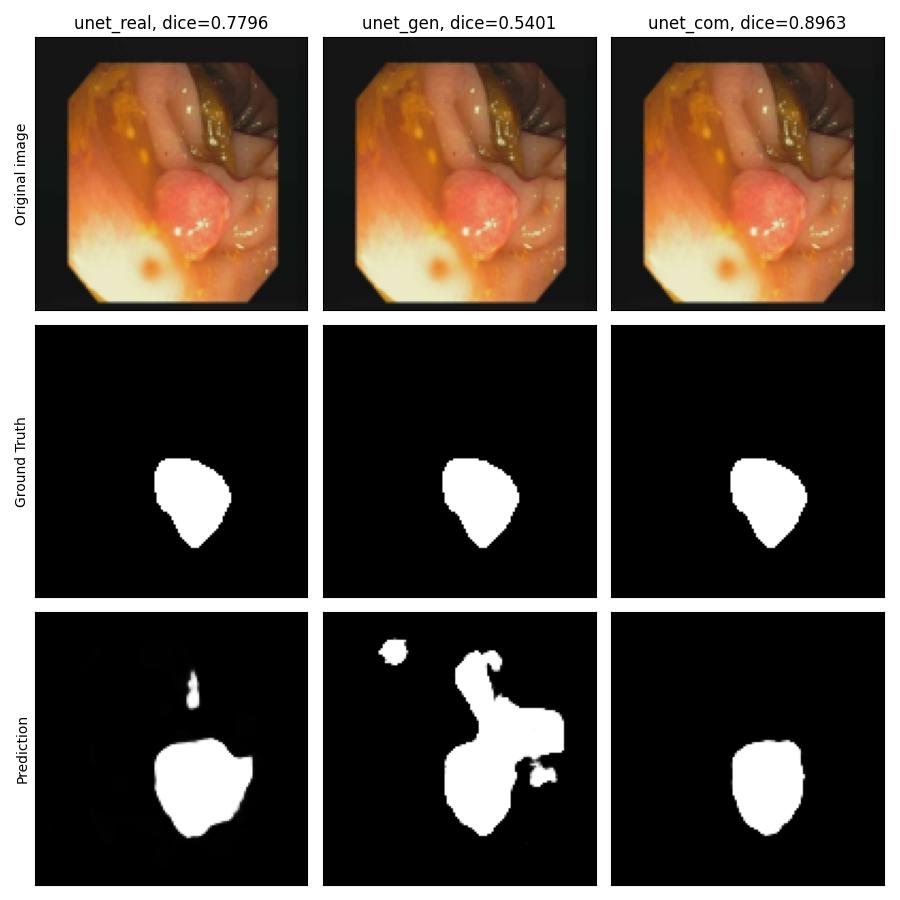 unet_real, dice=0.7796
unet_gen, dice=0.5401
unet_com, dice=0.8963
Original image
Ground Truth
Prediction